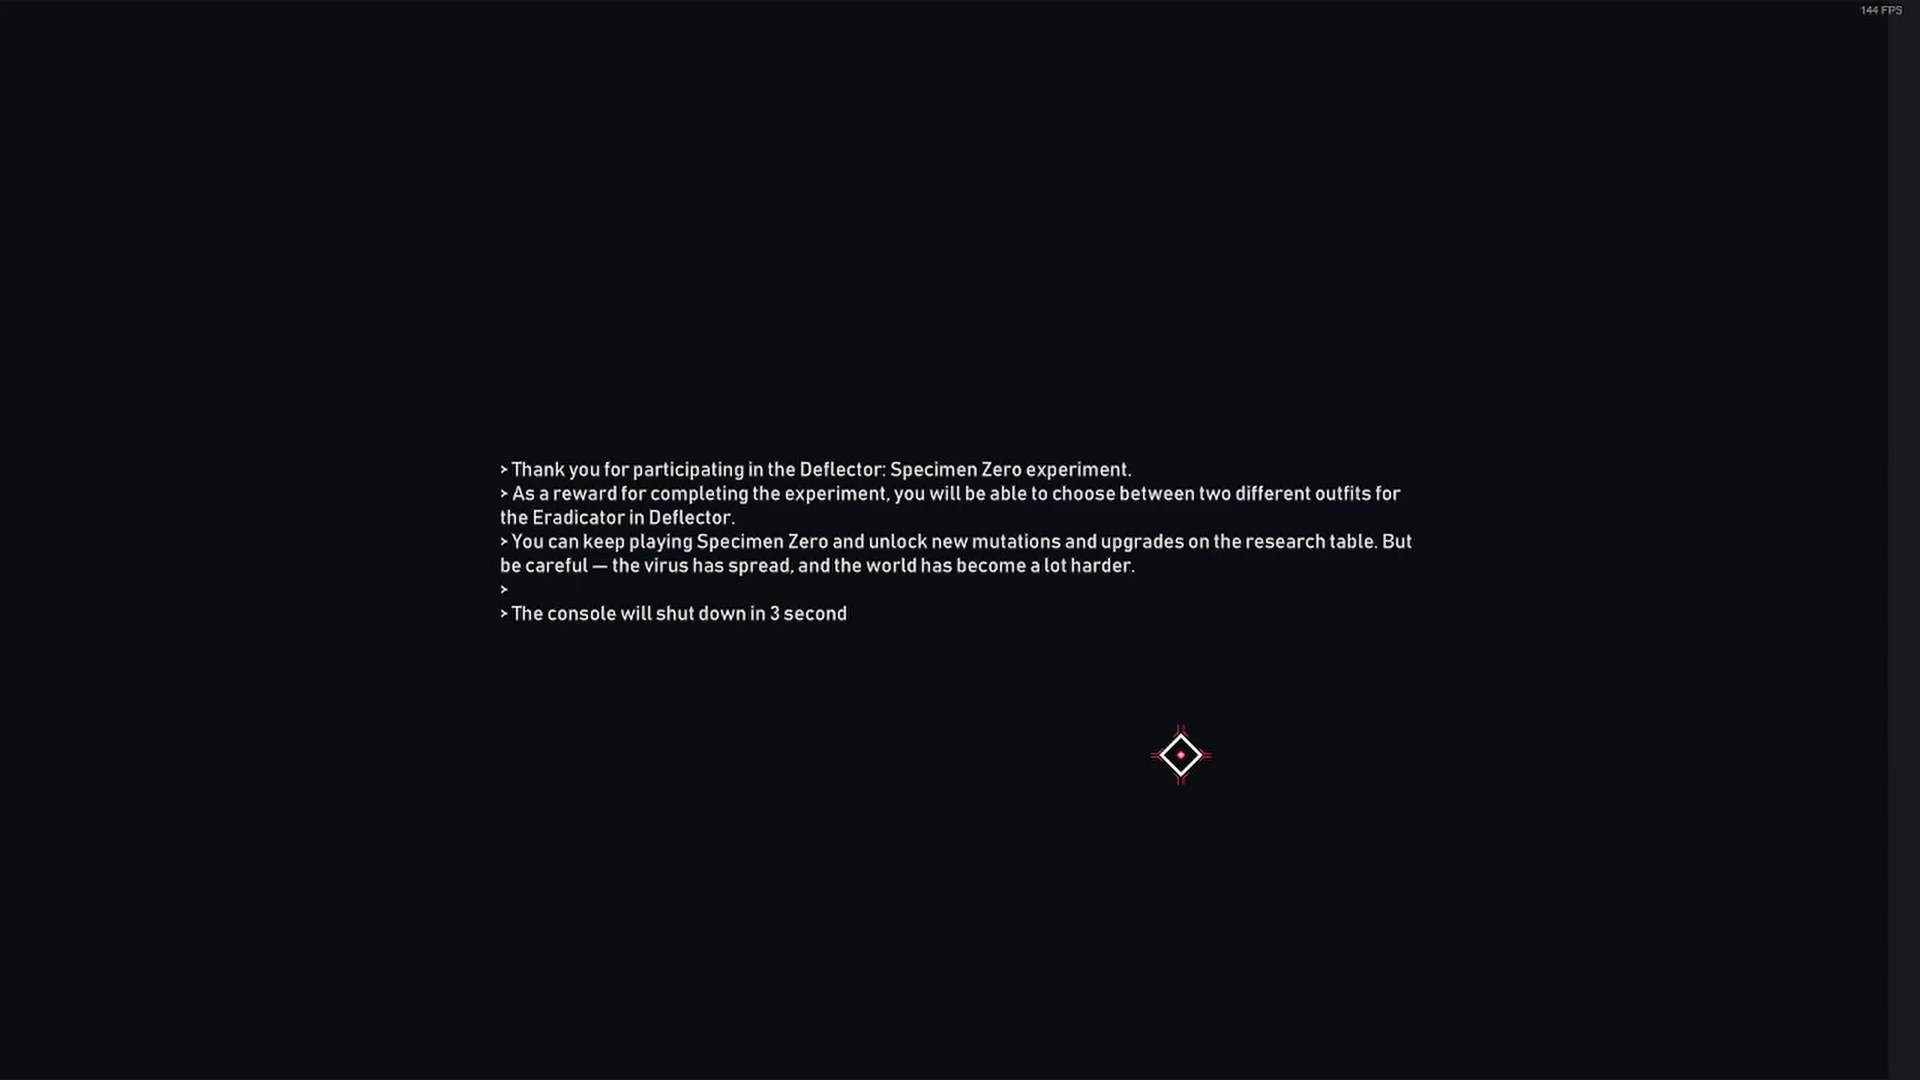 144 FPS
> Thank you for participating in the Deflector: Specimen Zero experiment.
> As a reward for completing the experiment, you will be able to choose between two different outfits for
the Eradicator in Deflector.
> You can keep playing Specimen Zero and unlock new mutations and upgrades on the research table. But
be careful — the virus has spread, and the world has become a lot harder.
>
> The console will shut down in 3 second